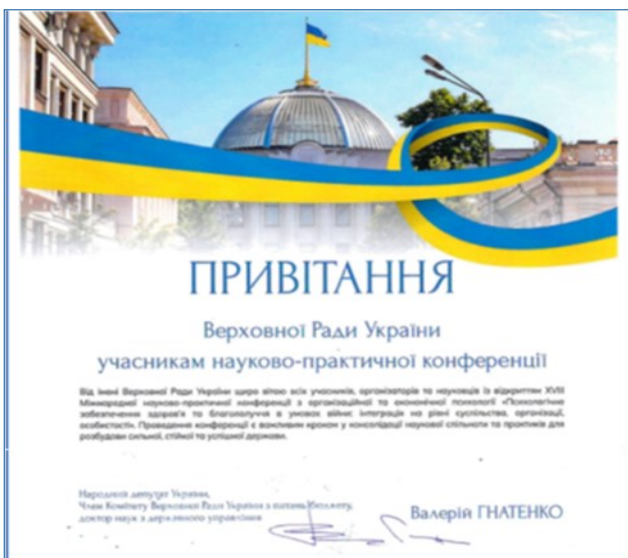 ПРИВІТАННЯ
Верховної Ради України
учасникам науково-практичної конференції
Від імені Верховної Ради України щиро вітаю всіх учасників, організаторів та науковців із відкриттям XVIII
Міжнародної науково-практичної конференції з організаційної та економічної психології «Психологічне
забезпечення здоров'я та благополуччя в умовах війни: інтеграція на рівні суспільства, організації,
особистості». Проведення конференції є важливим кроком у консолідації наукової спільноти та практиків для
розбудови сильної, стійкої та успішної держави.
Народний депутат України,
Член Комітету Верховної Ради України з питань бюджету,
доктор наук з державного управління
Валерій ГНАТЕНКО